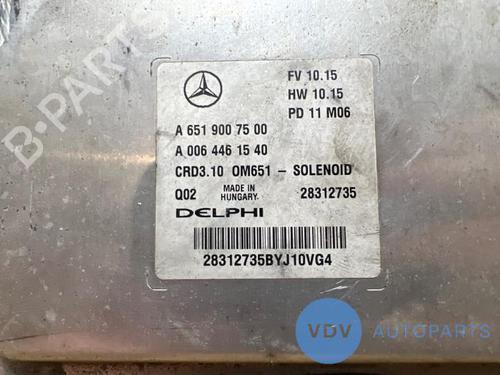 FV 10.15
HW 10.15
PD 11 M06
A 651 900 75 00
A 006 446 15 40
CRD3.10 OM651 - SOLENOID
Q02 MADE IN HUNGARY 28312735
DELPHI
28312735BYJ10VG4
B-PARTS
VDV AUTOPARTS